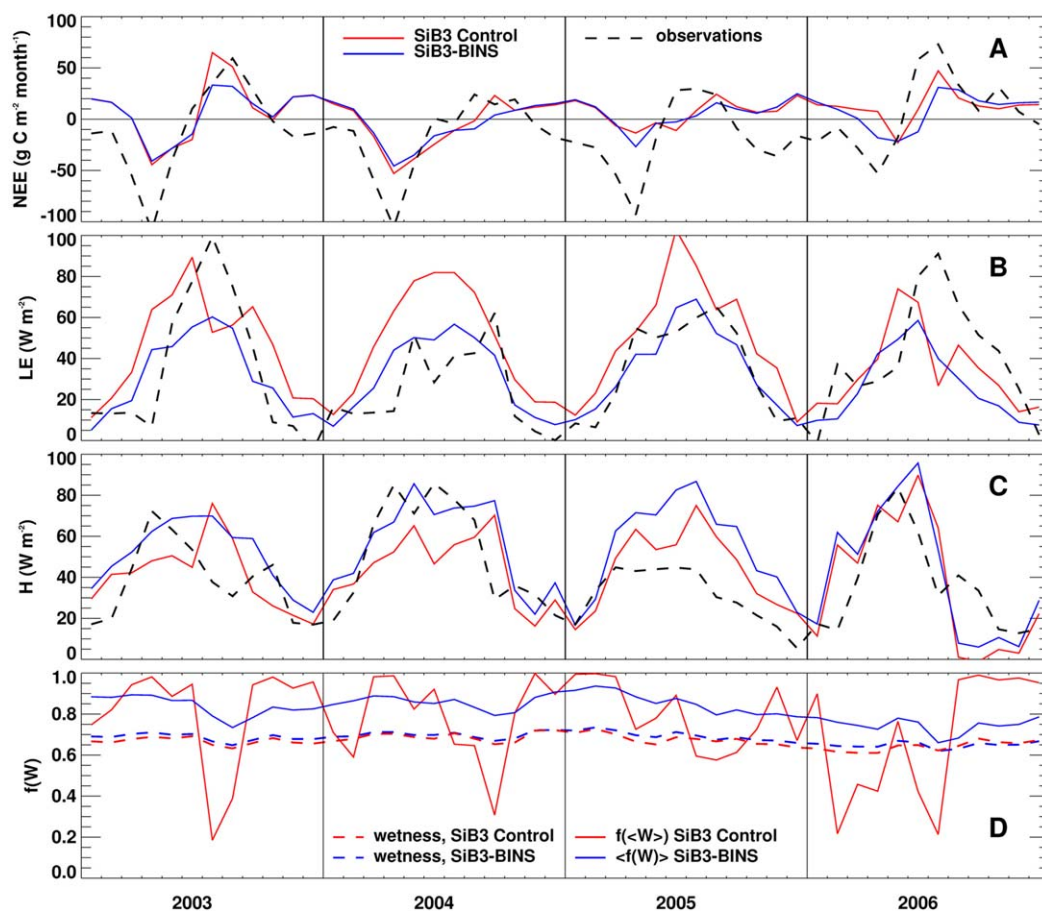 SiB3 Control
SiB3-BINS
observations
A
NEE (g C m-2 month-1)
100
50
0
-50
-100
B
LE (W m-2)
100
80
60
40
20
0
C
H (W m-2)
100
80
60
40
20
0
D
f(W)
1.0
0.8
0.6
0.4
0.2
0.0
wetness, SiB3 Control
wetness, SiB3-BINS
f(<W>) SiB3 Control
<f(W)> SiB3-BINS
2003 2004 2005 2006